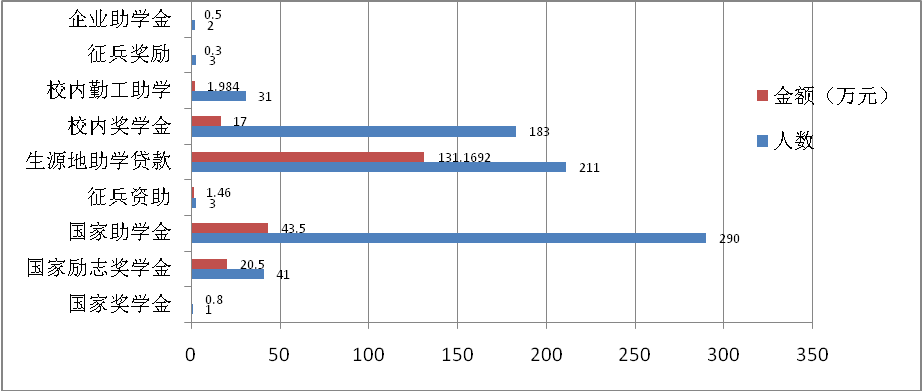 企业助学金
0.5
2
征兵奖励
0.3
3
校内勤工助学
1.984
31
校内奖学金
17
183
生源地助学贷款
131.1692
211
征兵资助
1.46
3
国家助学金
43.5
290
国家励志奖学金
20.5
41
国家奖学金
0.8
1
0 50 100 150 200 250 300 350
金额（万元）
人数